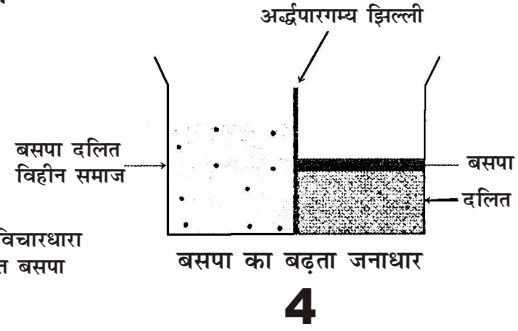 अर्द्धपारगम्य झिल्ली
बसपा दलित
विहीन समाज
बसपा
दलित
विचारधारा
बसपा
बसपा का बढ़ता जनाधार
4